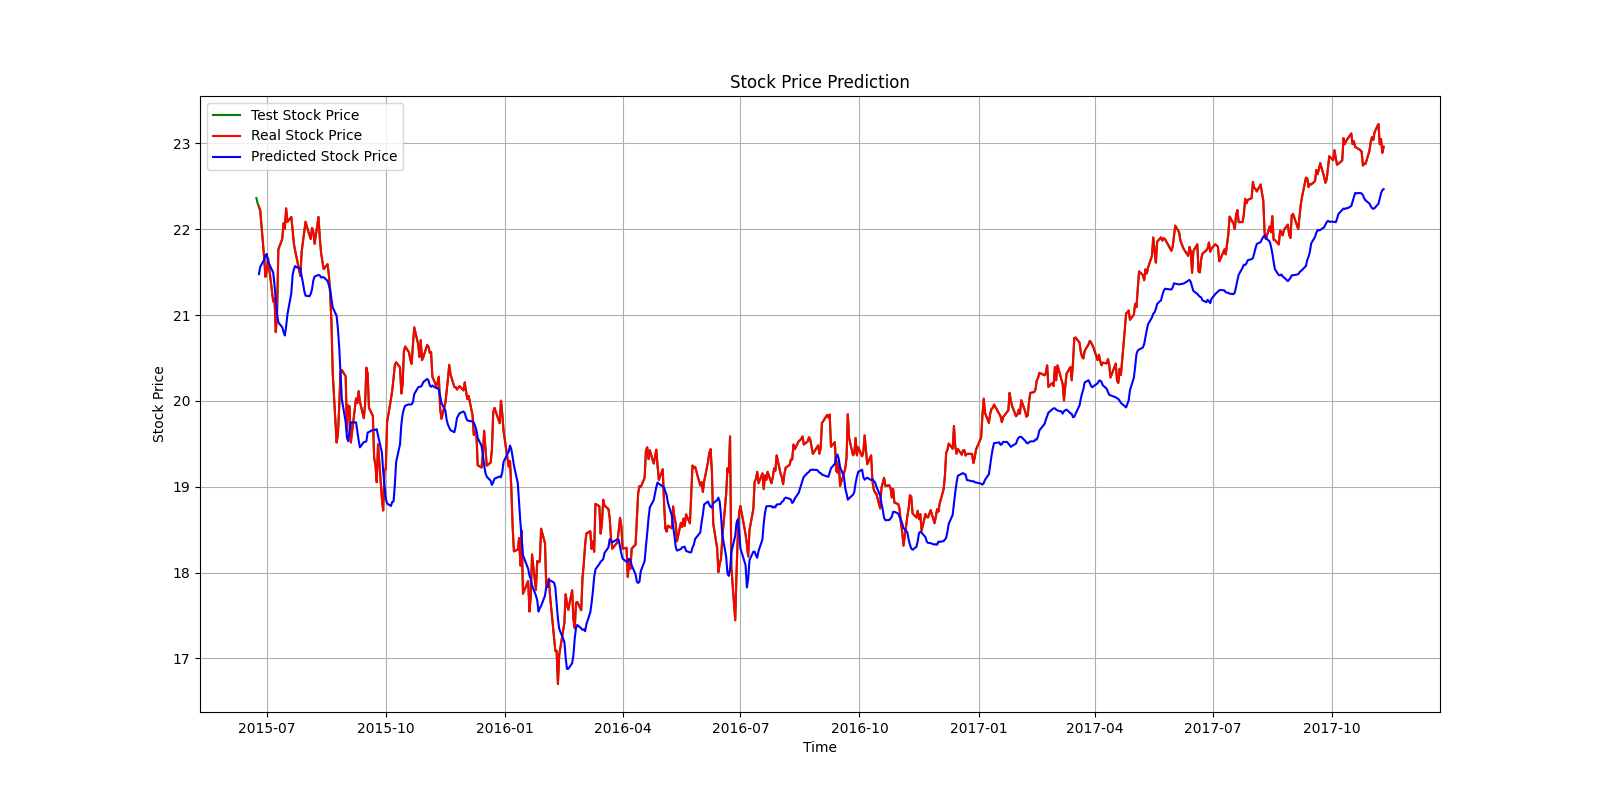 Stock Price Prediction
Test Stock Price
Real Stock Price
Predicted Stock Price
Stock Price
23
22
21
20
19
18
17
2015-07 2015-10 2016-01 2016-04 2016-07 2016-10 2017-01 2017-04 2017-07 2017-10
Time